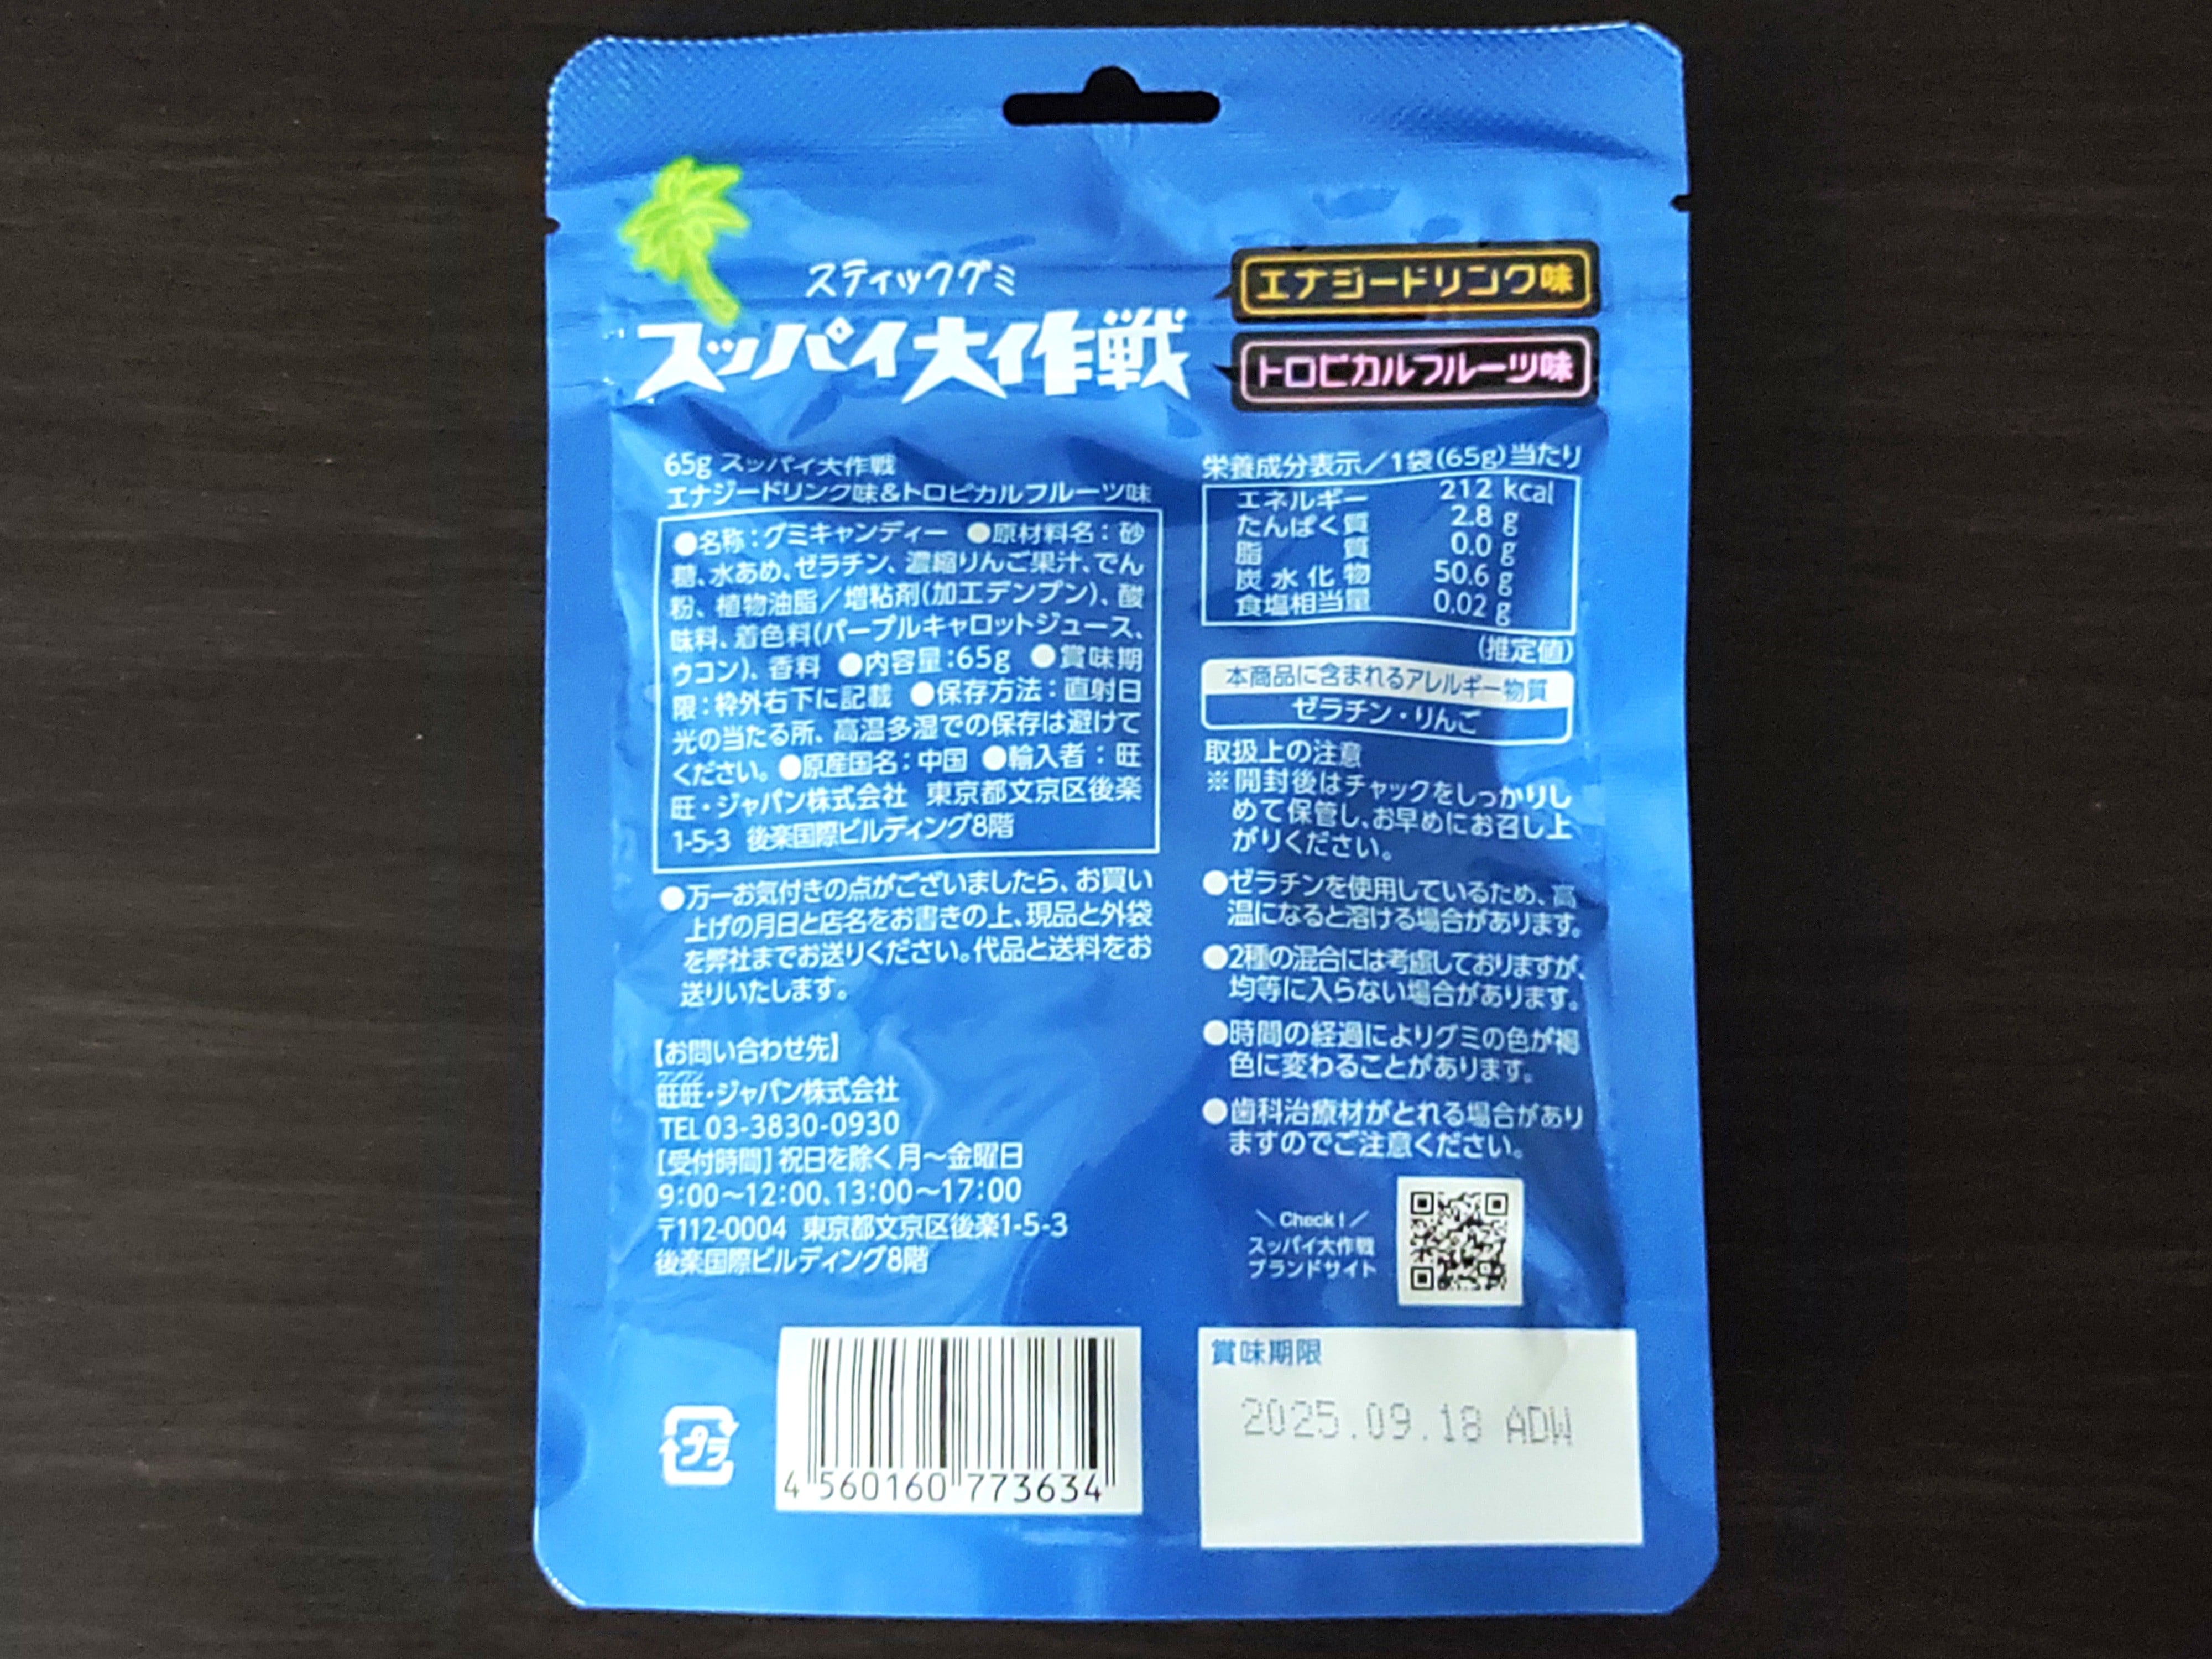 スティックグミ
スッパイ大作戦
エナジードリンク味
トロピカルフルーツ味
65g スッパイ大作戦
エナジードリンク味&トロピカルフルーツ味
●名称：グミキャンディー ●原材料名：砂
糖、水あめ、ゼラチン、濃縮りんご果汁、でん
粉、植物油脂／増粘剤(加工デンプン)、酸
味料、着色料(パープルキャロットジュース、
ウコン)、香料 ●内容量：65g ●賞味期
限：枠外右下に記載 ●保存方法：直射日
光の当たる所、高温多湿での保存は避けて
ください。●原産国名：中国 ●輸入者：旺
旺・ジャパン株式会社 東京都文京区後楽
1-5-3 後楽国際ビルディング8階
●万一お気付きの点がございましたら、お買い
上げの月日と店名をお書きの上、現品と外袋
を弊社までお送りください。代品と送料をお
送りいたします。
【お問い合わせ先】
ワンワン
旺旺・ジャパン株式会社
TEL 03-3830-0930
[受付時間] 祝日を除く月～金曜日
9:00～12:00、13:00～17:00
〒112-0004 東京都文京区後楽1-5-3
後楽国際ビルディング8階
プラ
4 560160 773634
栄養成分表示／1袋(65g)当たり
エネルギー 212 kcal
たんぱく質 2.8 g
脂質 0.0 g
炭水化物 50.6 g
食塩相当量 0.02 g
(推定値)
本商品に含まれるアレルギー物質
ゼラチン・りんご
取扱上の注意
※開封後はチャックをしっかりし
めて保管し、お早めにお召し上
がりください。
●ゼラチンを使用しているため、高
温になると溶ける場合があります。
●2種の混合には考慮しておりますが、
均等に入らない場合があります。
●時間の経過によりグミの色が褐
色に変わることがあります。
●歯科治療材がとれる場合があり
ますのでご注意ください。
＼Check！／
スッパイ大作戦
ブランドサイト
賞味期限
2025.09.18 ADW